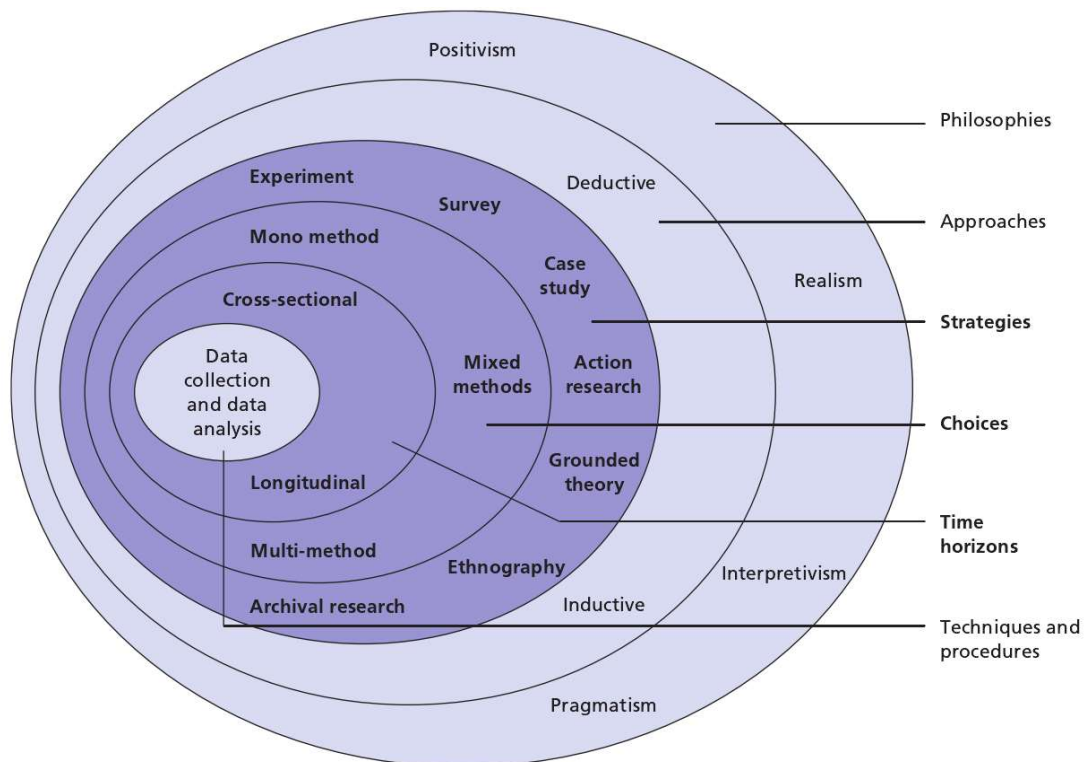 Positivism
Philosophies
Experiment
Deductive
Survey
Approaches
Mono method
Case
study
Realism
Cross-sectional
Strategies
Data
collection
and data
analysis
Mixed
methods
Action
research
Choices
Grounded
theory
Longitudinal
Time
horizons
Multi-method
Ethnography
Interpretivism
Archival research
Inductive
Techniques and
procedures
Pragmatism